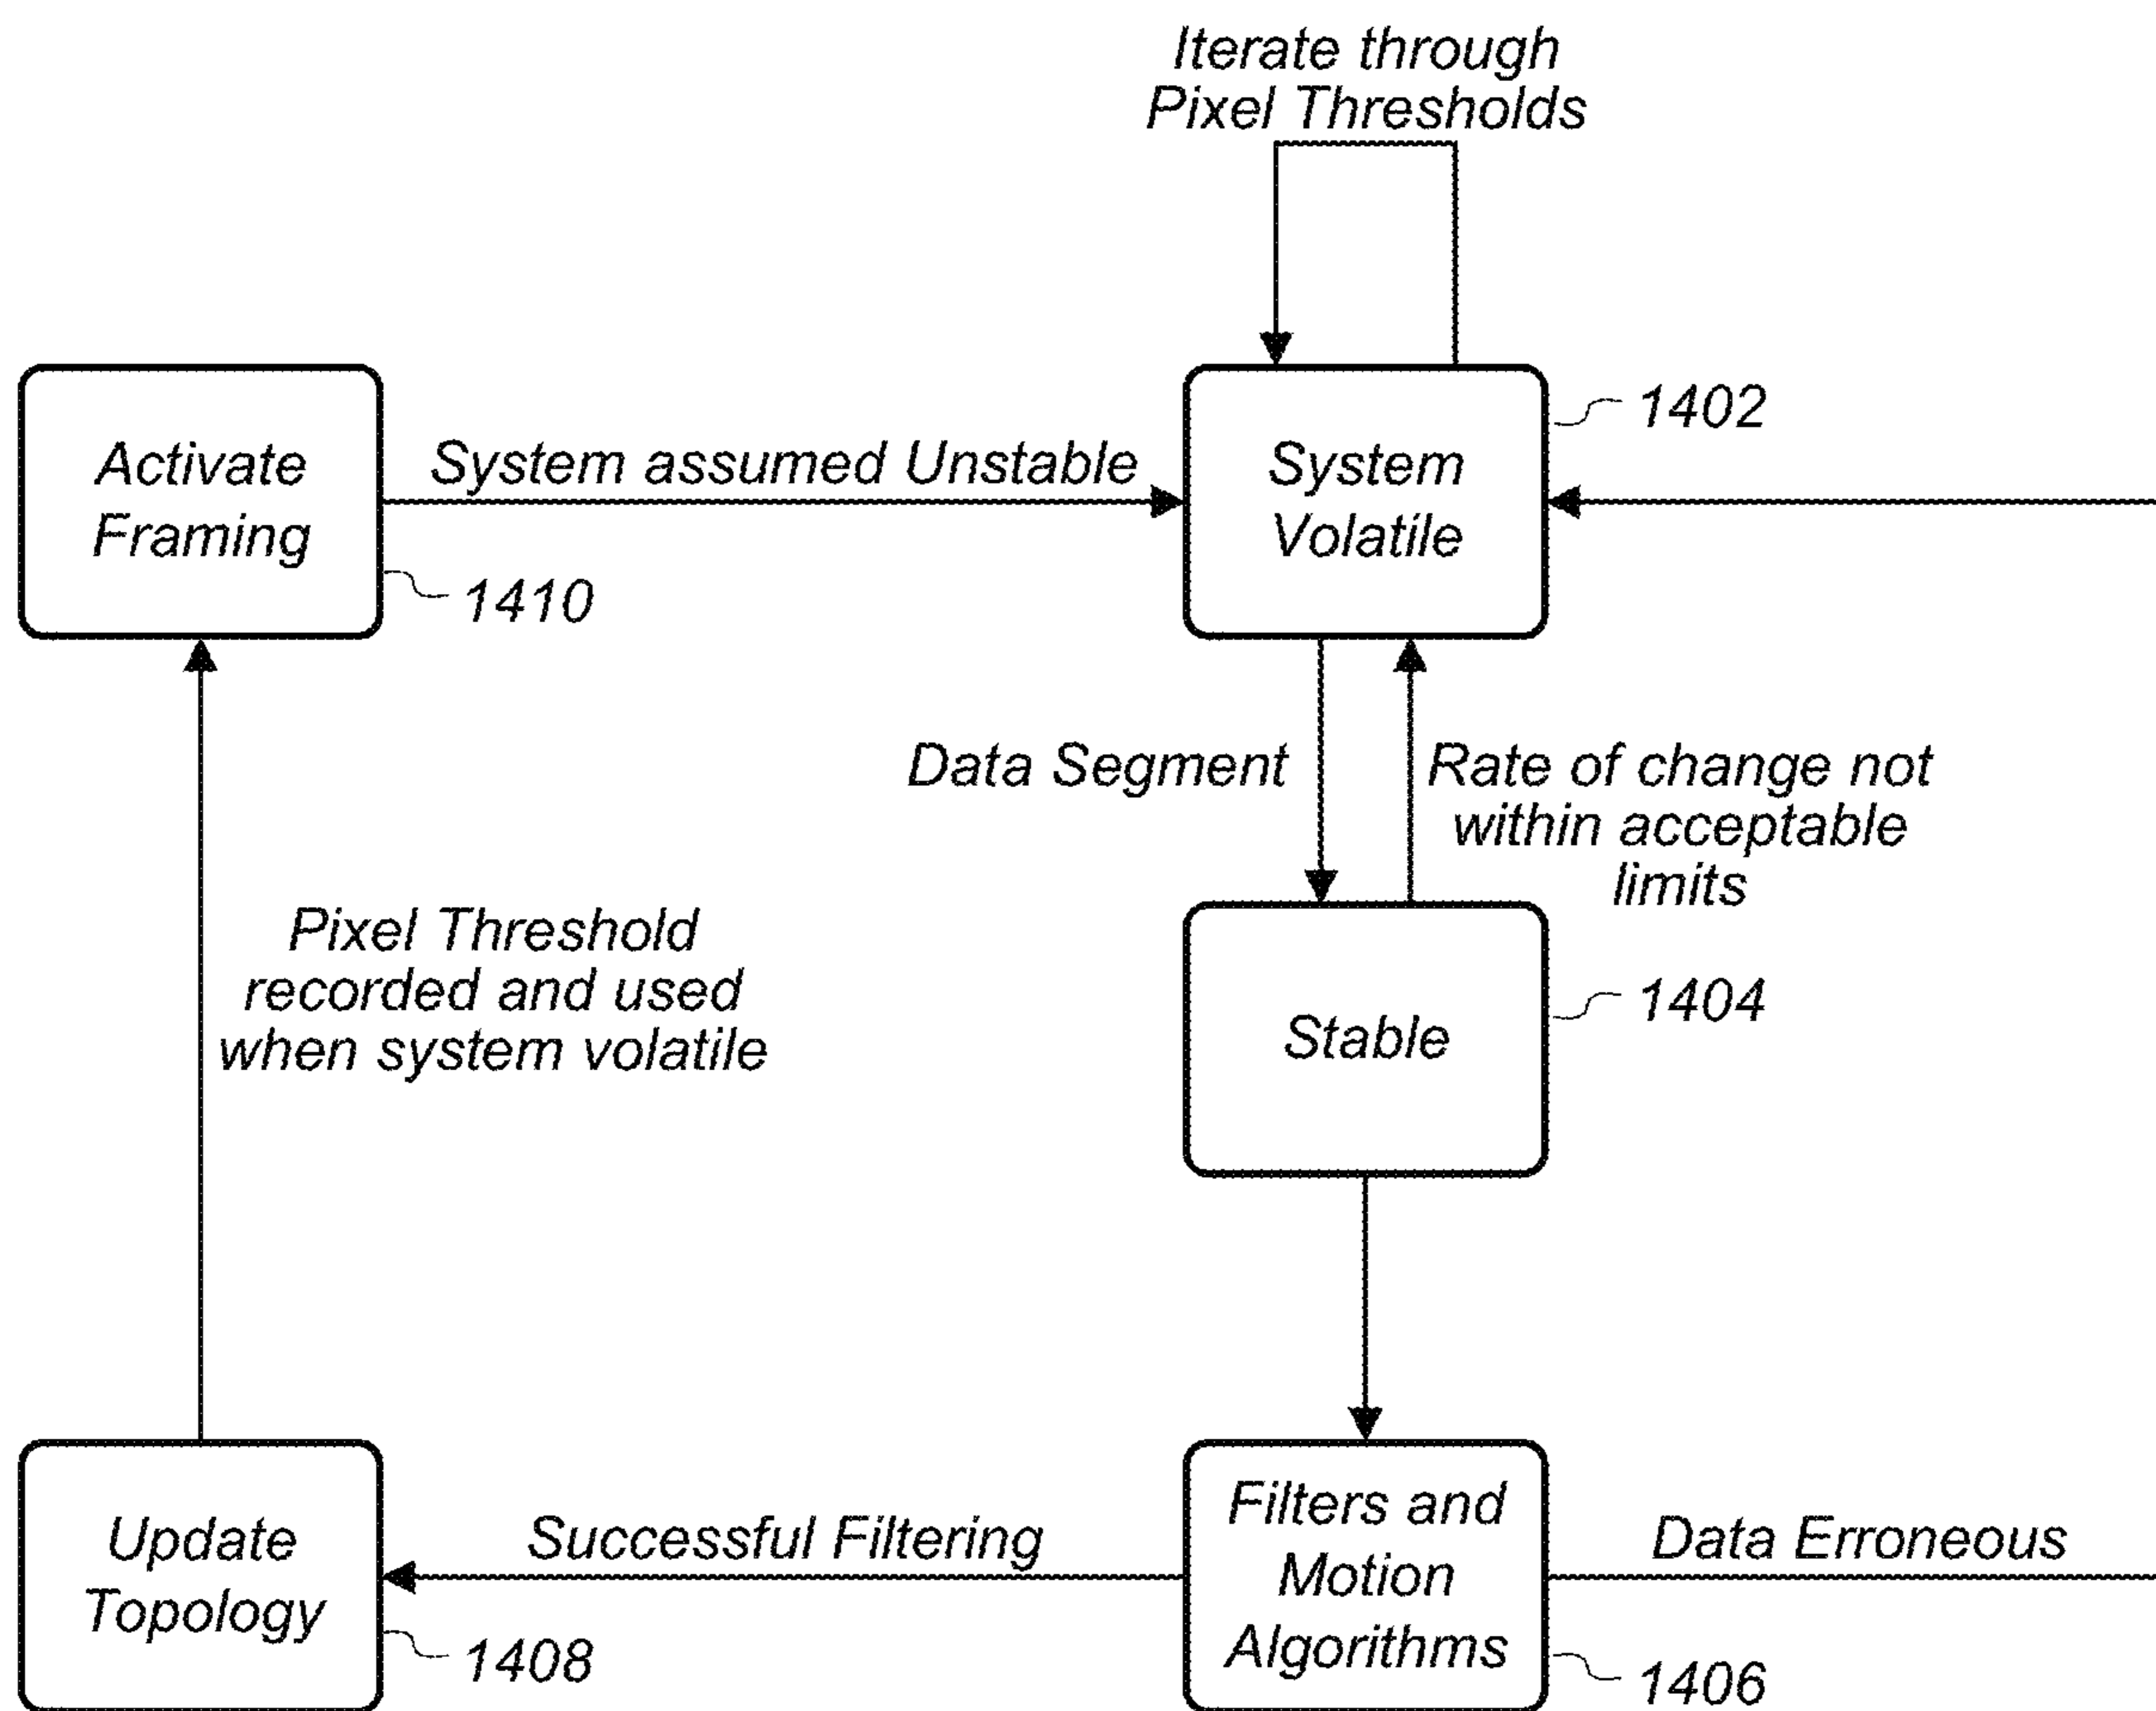 Iterate through
Pixel Thresholds
1402
Activate
Framing
System assumed Unstable
System
Volatile
1410
Data Segment
Rate of change not
within acceptable
limits
Pixel Threshold
recorded and used
when system volatile
1404
Stable
Update
Topology
Successful Filtering
Filters and
Motion
Algorithms
Data Erroneous
1408
1406